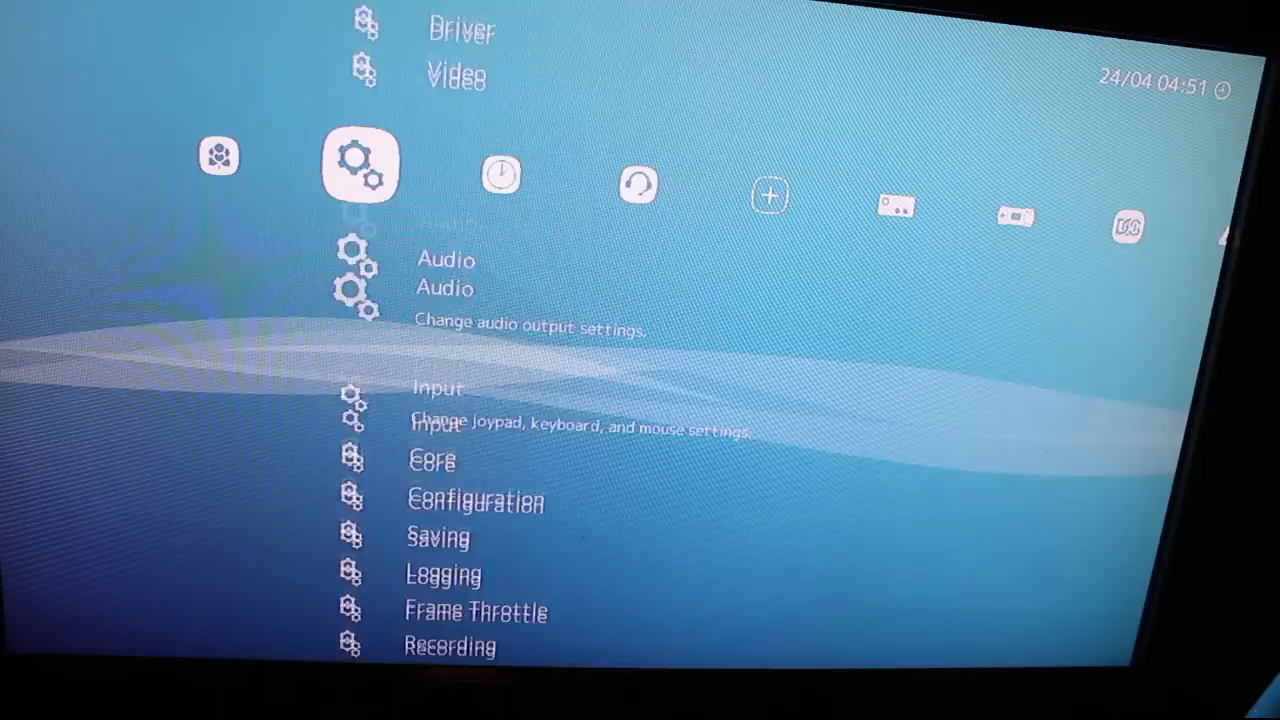 Driver
Video
24/04 04:51
Audio
Audio
Change audio output settings.
Input
Change joypad, keyboard, and mouse settings.
Input
Core
Configuration
Saving
Logging
Frame Throttle
Recording